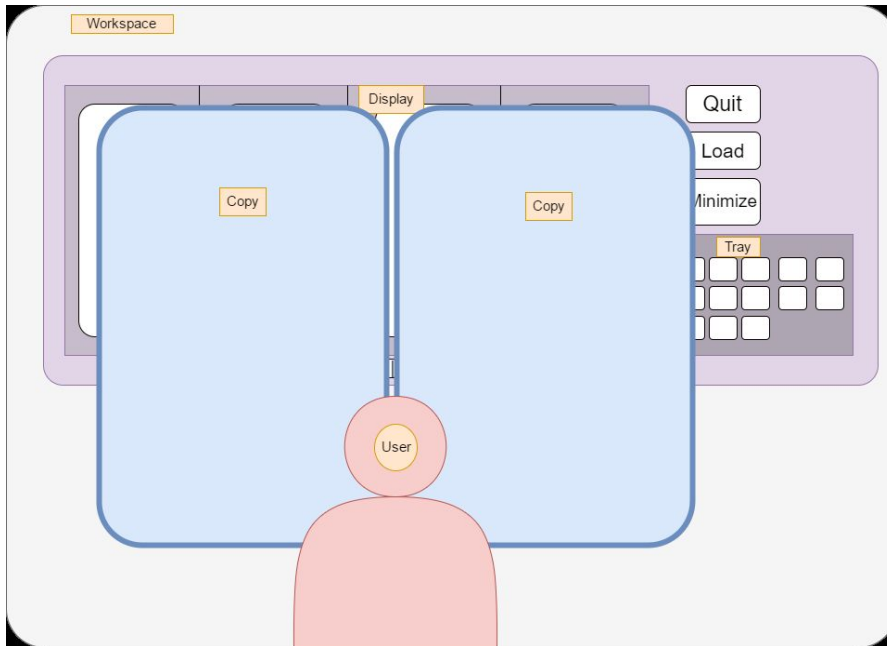 Workspace
Display
Quit
Load
Minimize
Copy
Copy
Tray
User